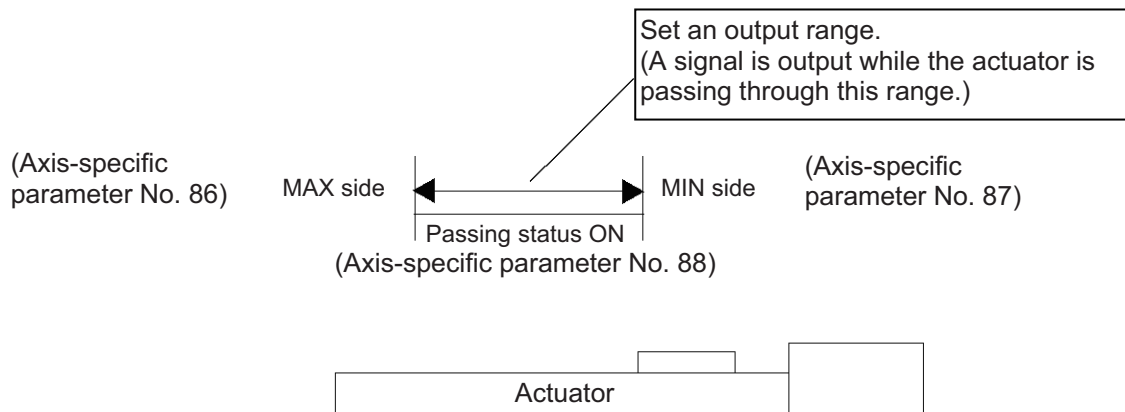 Set an output range.
(A signal is output while the actuator is
passing through this range.)
(Axis-specific
parameter No. 86)
MAX side
MIN side
(Axis-specific
parameter No. 87)
Passing status ON
(Axis-specific parameter No. 88)
Actuator